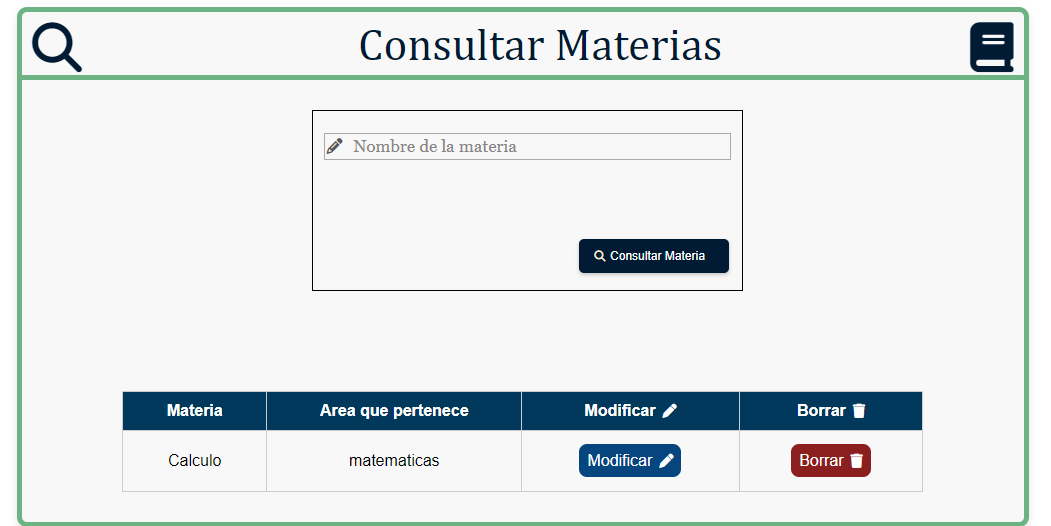 Consultar Materias
Nombre de la materia
Consultar Materia
Materia Area que pertenece Modificar Borrar
Calculo matematicas Modificar Borrar